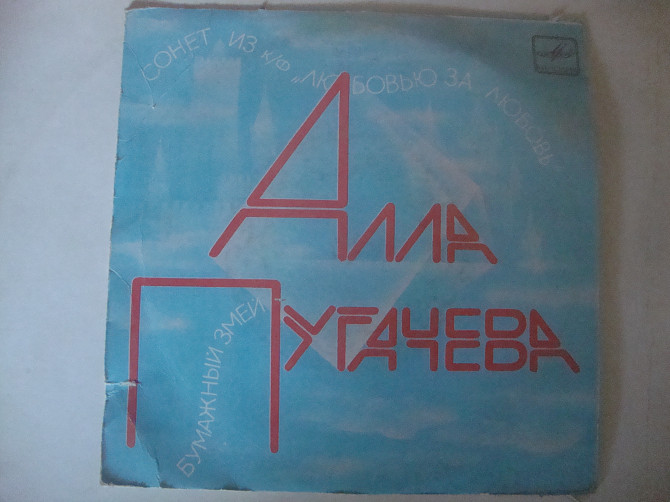 СОНЕТ ИЗ К/Ф „ЛЮБОВЬЮ ЗА ЛЮБОВЬ"
АЛЛА
ПУГАЧЕВА
БУМАЖНЫЙ ЗМЕЙ